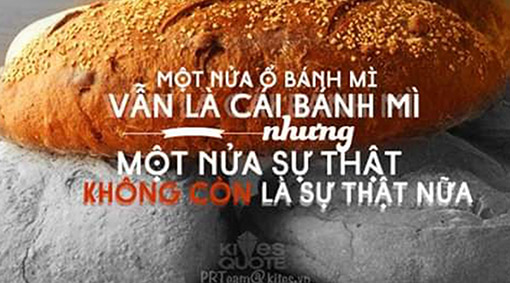 MỘT NỬA Ổ BÁNH MÌ
VẪN LÀ CÁI BÁNH MÌ
nhưng
MỘT NỬA SỰ THẬT
KHÔNG CÒN LÀ SỰ THẬT NỮA
KITES
QUOTE
PRTeam@kites.vn